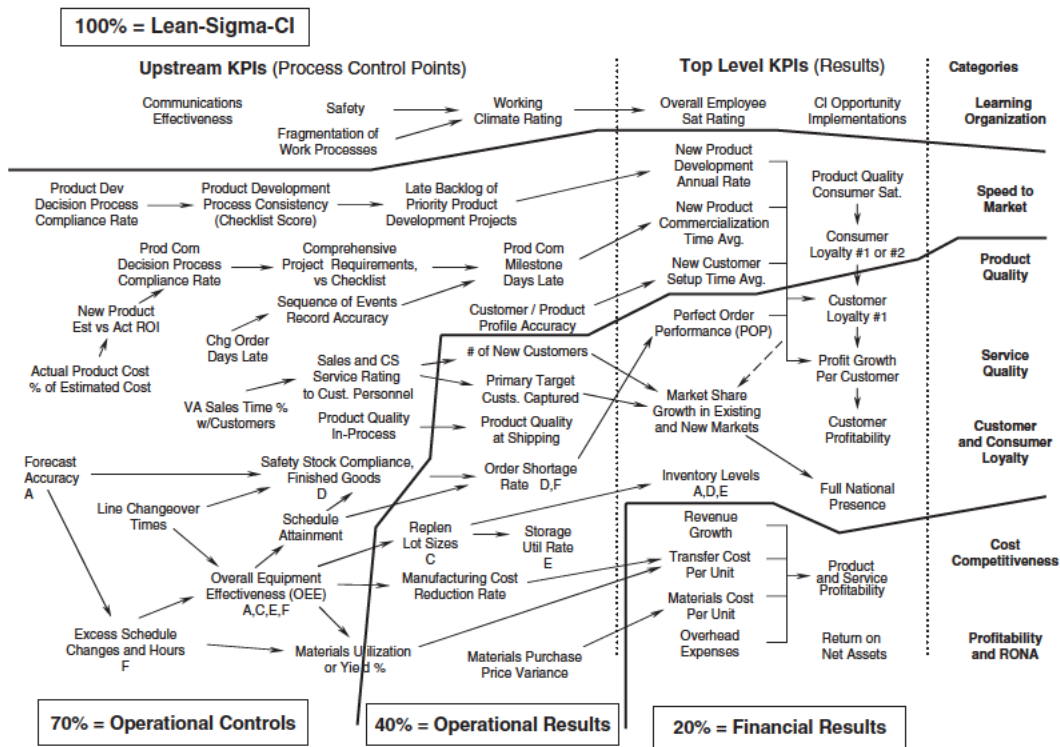 100% = Lean-Sigma-CI
Upstream KPIs (Process Control Points)
Top Level KPIs (Results)
Categories
Communications
Effectiveness
Safety
Fragmentation of
Work Processes
Working
Climate Rating
Overall Employee
Sat Rating
CI Opportunity
Implementations
Learning
Organization
Product Dev
Decision Process
Compliance Rate
Product Development
Process Consistency
(Checklist Score)
Late Backlog of
Priority Product
Development Projects
New Product
Development
Annual Rate
Product Quality
Consumer Sat.
Speed to
Market
Prod Com
Decision Process
Compliance Rate
Comprehensive
Project Requirements,
vs Checklist
Prod Com
Milestone
Days Late
New Product
Commercialization
Time Avg.
Consumer
Loyalty #1 or #2
Product
Quality
New Product
Est vs Act ROI
Sequence of Events
Record Accuracy
Customer / Product
Profile Accuracy
New Customer
Setup Time Avg.
Customer
Loyalty #1
Chg Order
Days Late
Perfect Order
Performance (POP)
Actual Product Cost
% of Estimated Cost
Sales and CS
Service Rating
to Cust. Personnel
# of New Customers
Profit Growth
Per Customer
Service
Quality
VA Sales Time %
w/Customers
Primary Target
Custs. Captured
Market Share
Growth in Existing
and New Markets
Product Quality
In-Process
Product Quality
at Shipping
Customer
Profitability
Customer
and Consumer
Loyalty
Forecast
Accuracy
A
Safety Stock Compliance,
Finished Goods
D
Order Shortage
Rate D,F
Inventory Levels
A,D,E
Full National
Presence
Line Changeover
Times
Schedule
Attainment
Replen
Lot Sizes
C
Storage
Util Rate
E
Revenue
Growth
Cost
Competitiveness
Overall Equipment
Effectiveness (OEE)
A,C,E,F
Manufacturing Cost
Reduction Rate
Transfer Cost
Per Unit
Product
and Service
Profitability
Materials Cost
Per Unit
Excess Schedule
Changes and Hours
F
Materials Utilization
or Yield %
Materials Purchase
Price Variance
Overhead
Expenses
Return on
Net Assets
Profitability
and RONA
70% = Operational Controls
40% = Operational Results
20% = Financial Results